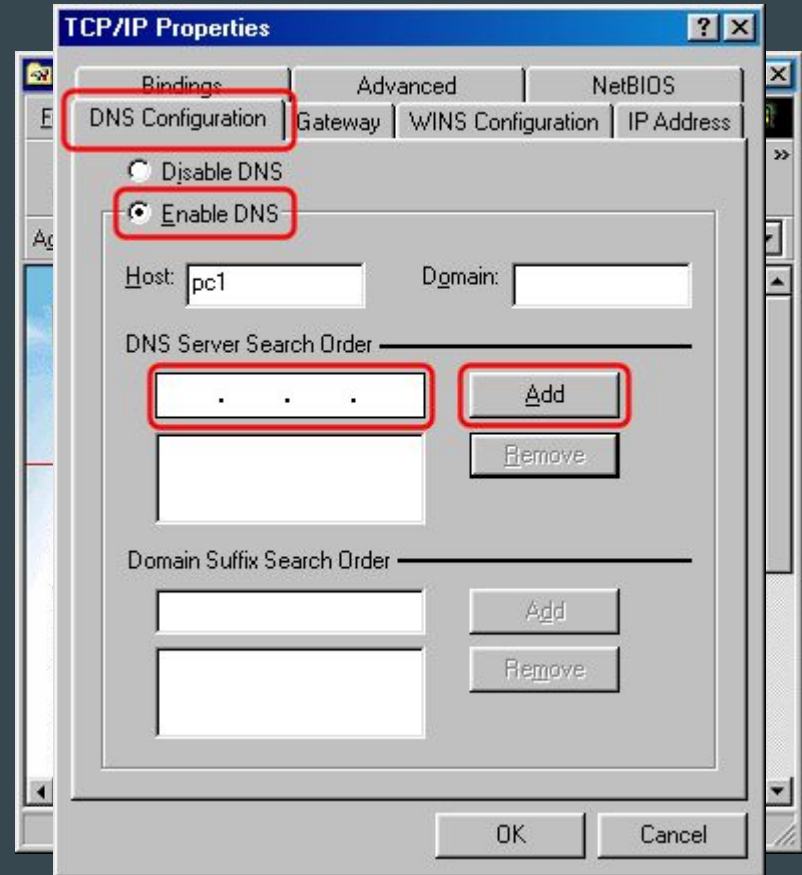 TCP/IP Properties
Bindings
Advanced
NetBIOS
DNS Configuration
Gateway
WINS Configuration
IP Address
Disable DNS
Enable DNS
Host: pc1
Domain:
DNS Server Search Order
. . .
Add
Remove
Domain Suffix Search Order
Add
Remove
OK
Cancel